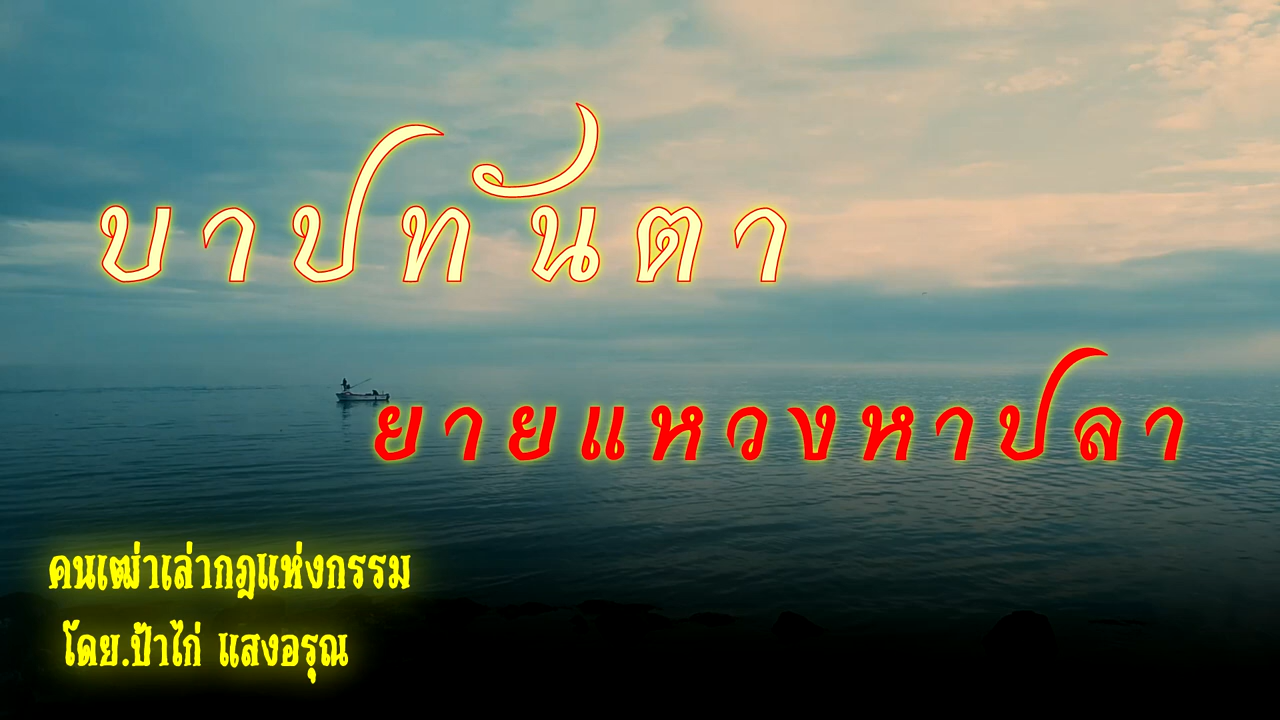 บาปทันตา
ยายแหวงหาปลา
คนเฒ่าเล่ากฎแห่งกรรม
โดย.ป้าไก่ แสงอรุณ